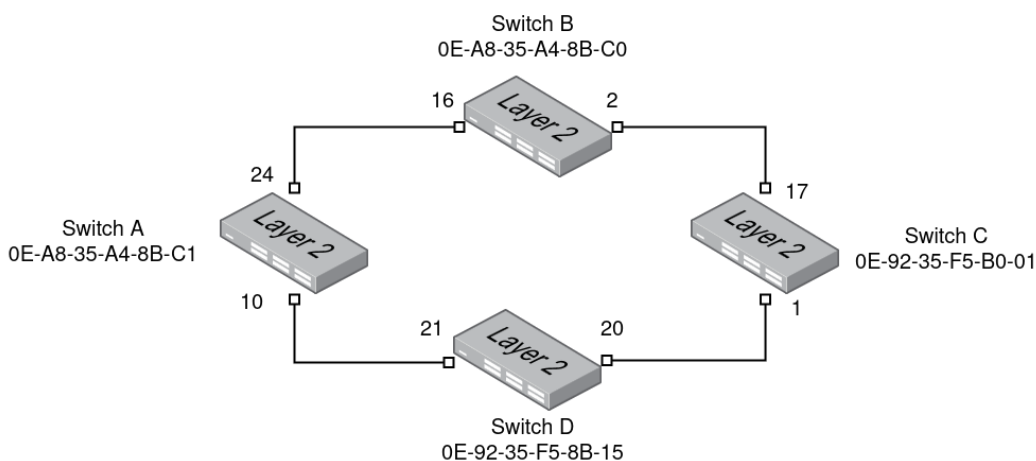 Switch B
0E-A8-35-A4-8B-C0
16
2
Layer 2
24
17
Switch A
0E-A8-35-A4-8B-C1
Layer 2
Layer 2
Switch C
0E-92-35-F5-B0-01
10
1
21
20
Layer 2
Switch D
0E-92-35-F5-8B-15